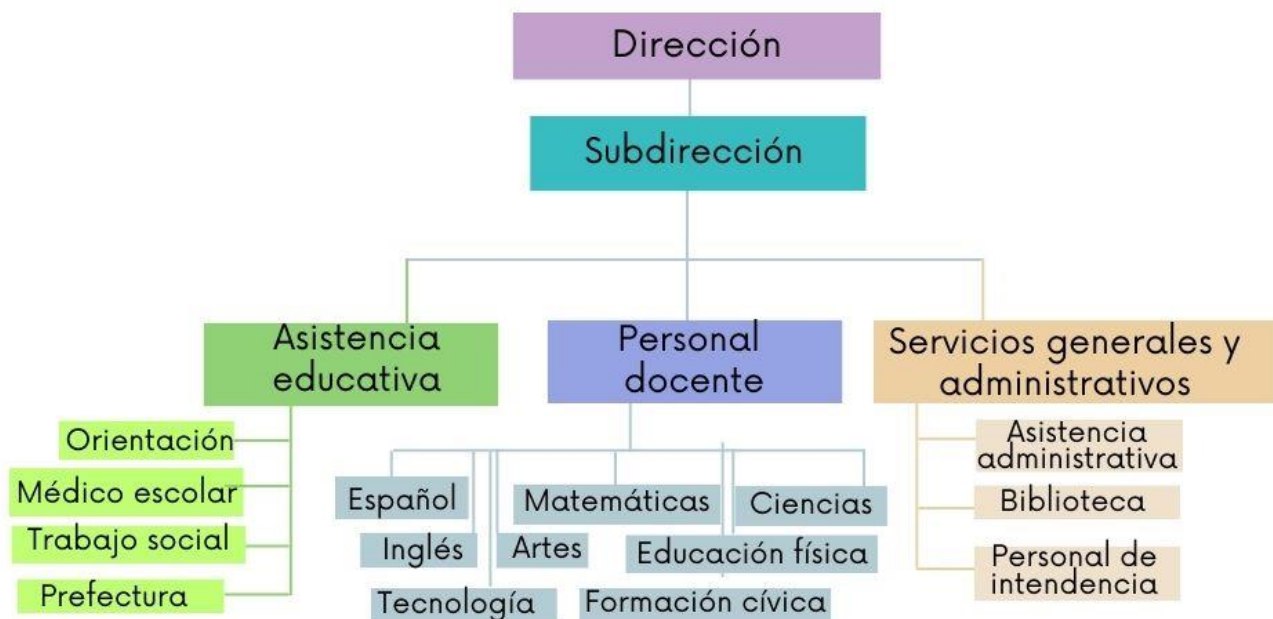 Dirección
Subdirección
Asistencia
educativa
Personal
docente
Servicios generales y
administrativos
Orientación
Médico escolar
Trabajo social
Prefectura
Español
Matemáticas
Ciencias
Inglés
Artes
Educación física
Tecnología
Formación cívica
Asistencia
administrativa
Biblioteca
Personal de
intendencia